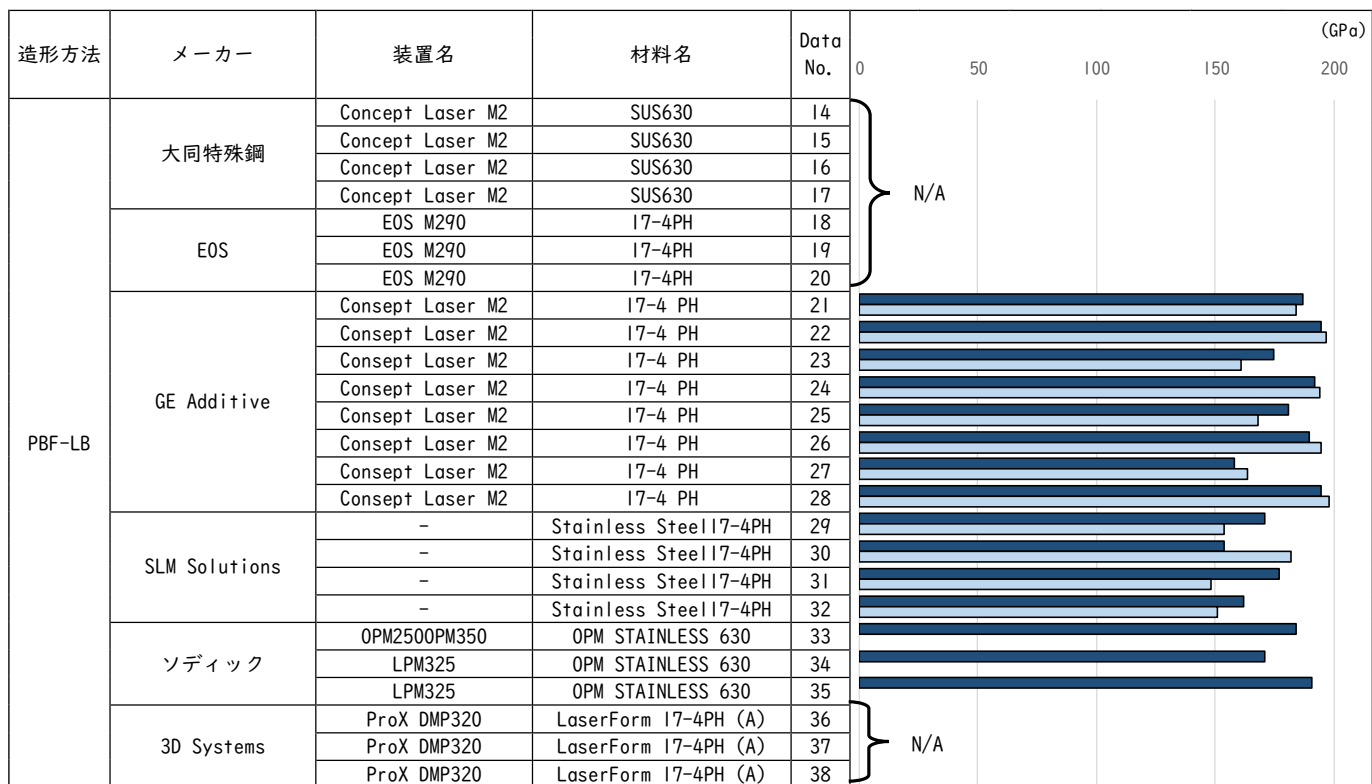 (GPa)
造形方法 メーカー 装置名 材料名 Data No. 0 50 100 150 200
PBF-LB
大同特殊鋼
Concept Laser M2 SUS630 14
Concept Laser M2 SUS630 15
Concept Laser M2 SUS630 16
Concept Laser M2 SUS630 17
N/A
EOS
EOS M290 17-4PH 18
EOS M290 17-4PH 19
EOS M290 17-4PH 20
GE Additive
Consept Laser M2 17-4 PH 21
Consept Laser M2 17-4 PH 22
Consept Laser M2 17-4 PH 23
Consept Laser M2 17-4 PH 24
Consept Laser M2 17-4 PH 25
Consept Laser M2 17-4 PH 26
Consept Laser M2 17-4 PH 27
Consept Laser M2 17-4 PH 28
SLM Solutions
- Stainless Steel17-4PH 29
- Stainless Steel17-4PH 30
- Stainless Steel17-4PH 31
- Stainless Steel17-4PH 32
ソディック
OPM250OPM350 OPM STAINLESS 630 33
LPM325 OPM STAINLESS 630 34
LPM325 OPM STAINLESS 630 35
3D Systems
ProX DMP320 LaserForm 17-4PH (A) 36
ProX DMP320 LaserForm 17-4PH (A) 37
ProX DMP320 LaserForm 17-4PH (A) 38
N/A